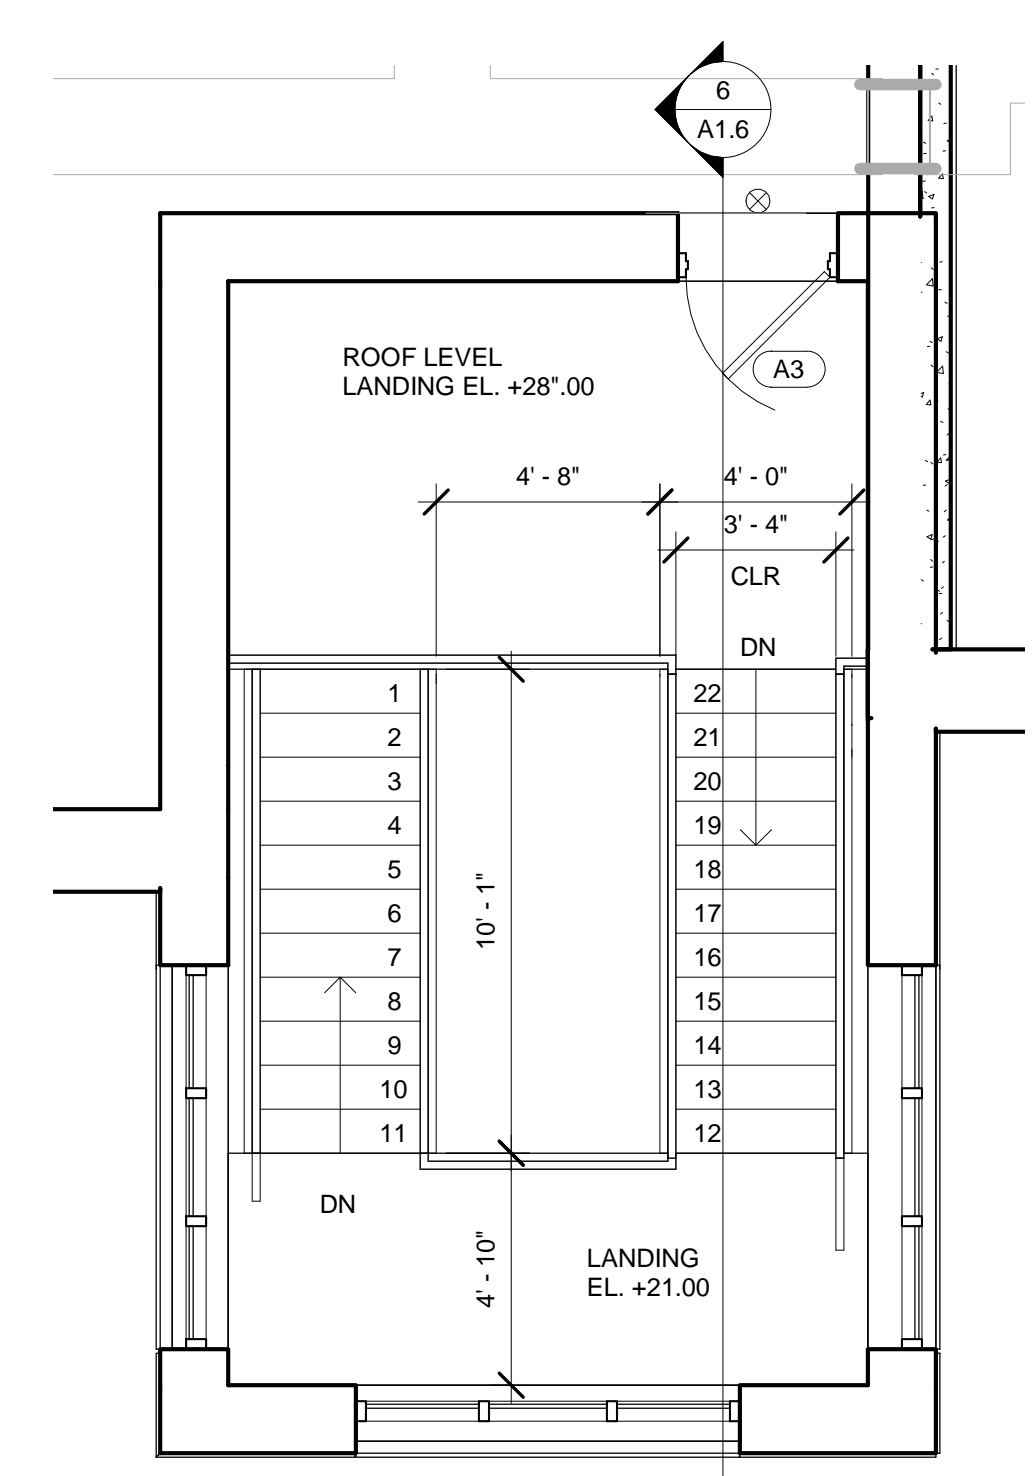 6
A1.6
ROOF LEVEL
LANDING EL. +28".00
A3
4' - 8"
4' - 0"
3' - 4"
CLR
DN
1
2
3
4
5
6
7
8
9
10
11
22
21
20
19
18
17
16
15
14
13
12
10' - 1"
DN
4' - 10"
LANDING
EL. +21.00